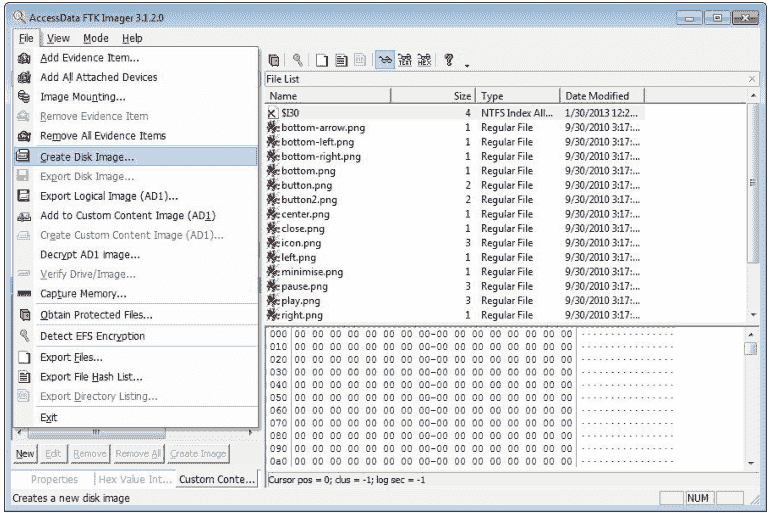 AccessData FTK Imager 3.1.2.0
File View Mode Help
Add Evidence Item...
Add All Attached Devices
Image Mounting...
Remove Evidence Item
Remove All Evidence Items
Create Disk Image...
Export Disk Image...
Export Logical Image (AD1)...
Add to Custom Content Image (AD1)
Create Custom Content Image (AD1)...
Decrypt AD1 image...
Verify Drive/Image...
Capture Memory...
Obtain Protected Files...
Detect EFS Encryption
Export Files...
Export File Hash List...
Export Directory Listing...
Exit
New Edit Remove Remove All Create Image
Properties Hex Value Int... Custom Conte...
File List
Name Size Type Date Modified
$I30 4 NTFS Index All... 1/30/2013 12:2...
bottom-arrow.png 1 Regular File 9/30/2010 3:17:...
bottom-left.png 1 Regular File 9/30/2010 3:17:...
bottom-right.png 1 Regular File 9/30/2010 3:17:...
bottom.png 1 Regular File 9/30/2010 3:17:...
button.png 2 Regular File 9/30/2010 3:17:...
button2.png 2 Regular File 9/30/2010 3:17:...
center.png 1 Regular File 9/30/2010 3:17:...
close.png 1 Regular File 9/30/2010 3:17:...
icon.png 3 Regular File 9/30/2010 3:17:...
left.png 1 Regular File 9/30/2010 3:17:...
minimise.png 1 Regular File 9/30/2010 3:17:...
pause.png 3 Regular File 9/30/2010 3:17:...
play.png 3 Regular File 9/30/2010 3:17:...
right.png 1 Regular File 9/30/2010 3:17:...
000 00 00 00 00 00 00 00 00-00 00 00 00 00 00 00 00 ................
010 00 00 00 00 00 00 00 00-00 00 00 00 00 00 00 00 ................
020 00 00 00 00 00 00 00 00-00 00 00 00 00 00 00 00 ................
030 00 00 00 00 00 00 00 00-00 00 00 00 00 00 00 00 ................
040 00 00 00 00 00 00 00 00-00 00 00 00 00 00 00 00 ................
050 00 00 00 00 00 00 00 00-00 00 00 00 00 00 00 00 ................
060 00 00 00 00 00 00 00 00-00 00 00 00 00 00 00 00 ................
070 00 00 00 00 00 00 00 00-00 00 00 00 00 00 00 00 ................
080 00 00 00 00 00 00 00 00-00 00 00 00 00 00 00 00 ................
090 00 00 00 00 00 00 00 00-00 00 00 00 00 00 00 00 ................
0a0 00 00 00 00 00 00 00 00-00 00 00 00 00 00 00 00 ................
Cursor pos = 0; clus = -1; log sec = -1
Creates a new disk image
NUM